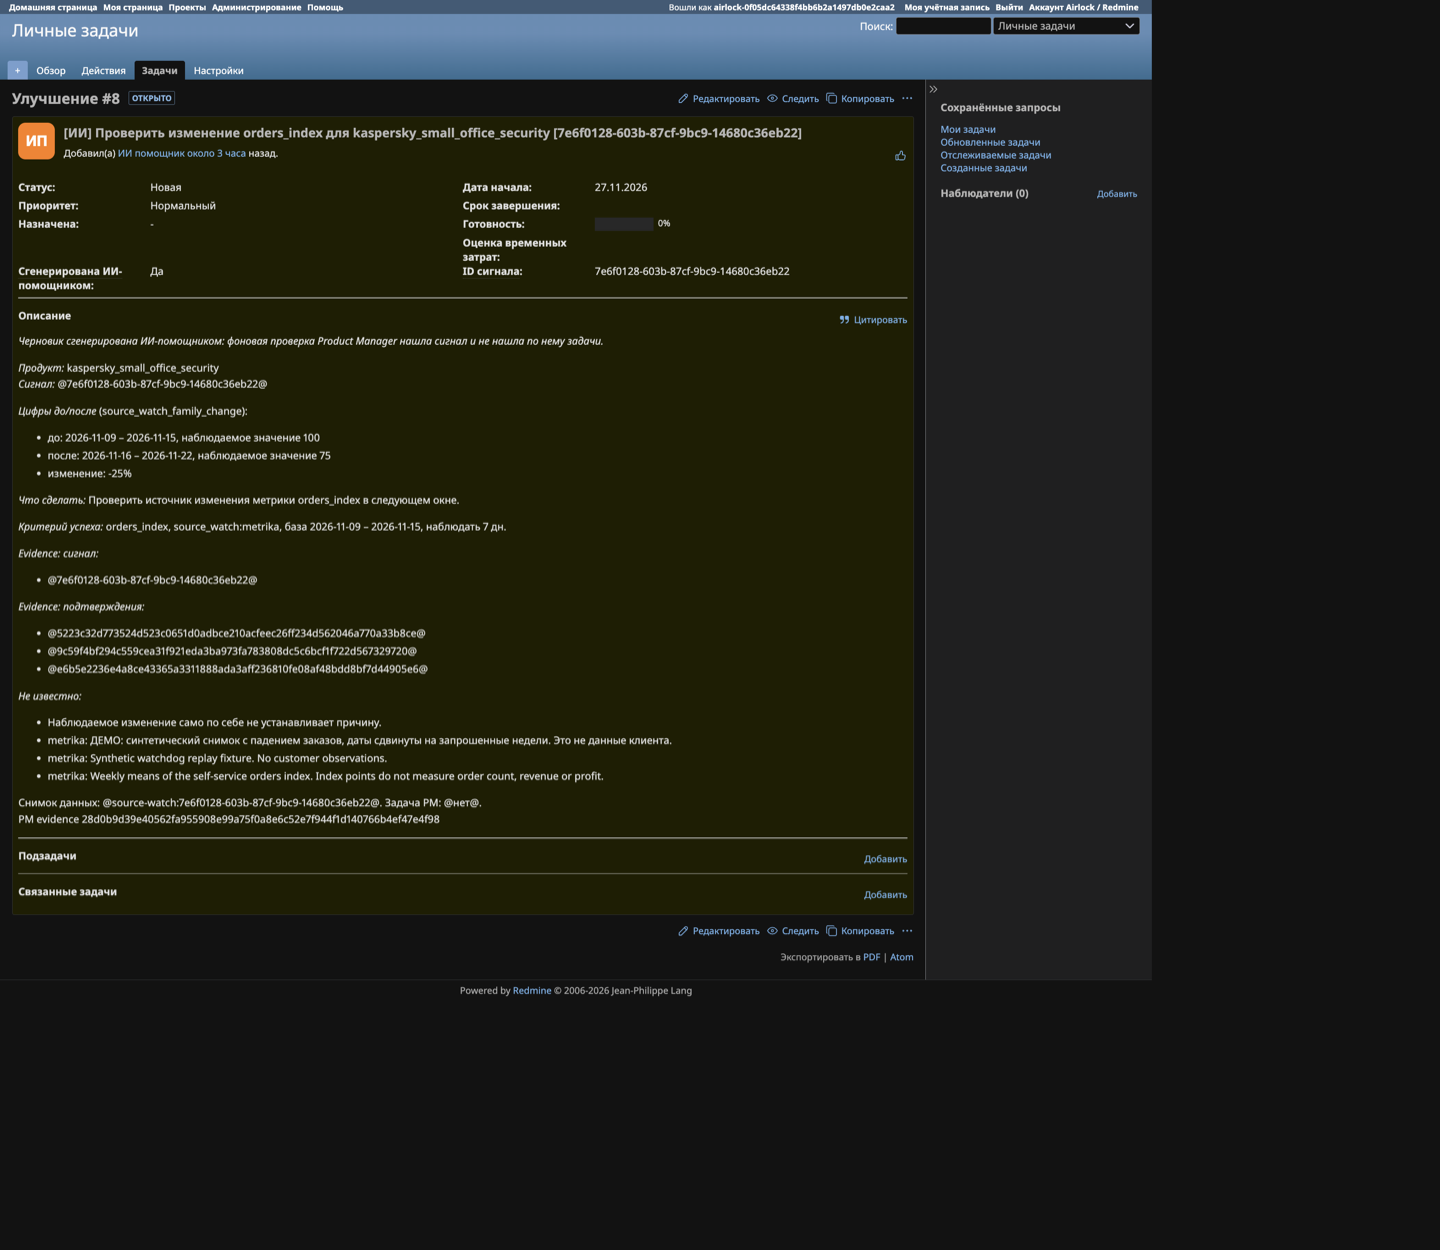 Домашняя страница Моя страница Проекты Администрирование Помощь
Вошли как airlock-0f05dc64338f4bb6b2a1497db0e2caa2 Моя учётная запись Выйти Аккаунт Airlock / Redmine
Личные задачи
Поиск: Личные задачи
+ Обзор Действия Задачи Настройки
Улучшение #8 ОТКРЫТО
Редактировать Следить Копировать ...
ИП
[ИИ] Проверить изменение orders_index для kaspersky_small_office_security [7e6f0128-603b-87cf-9bc9-14680c36eb22]
Добавил(а) ИИ помощник около 3 часа назад.
Статус: Новая Дата начала: 27.11.2026
Приоритет: Нормальный Срок завершения:
Назначена: - Готовность: 0%
Оценка временных
затрат:
Сгенерирована ИИ- Да ID сигнала: 7e6f0128-603b-87cf-9bc9-14680c36eb22
помощником:
Описание
Цитировать
Черновик сгенерирована ИИ-помощником: фоновая проверка Product Manager нашла сигнал и не нашла по нему задачи.
Продукт: kaspersky_small_office_security
Сигнал: @7e6f0128-603b-87cf-9bc9-14680c36eb22@
Цифры до/после (source_watch_family_change):
• до: 2026-11-09 – 2026-11-15, наблюдаемое значение 100
• после: 2026-11-16 – 2026-11-22, наблюдаемое значение 75
• изменение: -25%
Что сделать: Проверить источник изменения метрики orders_index в следующем окне.
Критерий успеха: orders_index, source_watch:metrika, база 2026-11-09 – 2026-11-15, наблюдать 7 дн.
Evidence: сигнал:
• @7e6f0128-603b-87cf-9bc9-14680c36eb22@
Evidence: подтверждения:
• @5223c32d773524d523c0651d0adbce210acfeec26ff234d562046a770a33b8ce@
• @9c59f4bf294c559cea31f921eda3ba973fa783808dc5c6bcf1f722d567329720@
• @e6b5e2236e4a8ce43365a3311888ada3aff236810fe08af48bdd8bf7d44905e6@
Не известно:
• Наблюдаемое изменение само по себе не устанавливает причину.
• metrika: ДЕМО: синтетический снимок с падением заказов, даты сдвинуты на запрошенные недели. Это не данные клиента.
• metrika: Synthetic watchdog replay fixture. No customer observations.
• metrika: Weekly means of the self-service orders index. Index points do not measure order count, revenue or profit.
Снимок данных: @source-watch:7e6f0128-603b-87cf-9bc9-14680c36eb22@. Задача PM: @нет@.
PM evidence 28d0b9d39e40562fa955908e99a75f0a8e6c52e7f944f1d140766b4ef47e4f98
Подзадачи
Добавить
Связанные задачи
Добавить
Редактировать Следить Копировать ...
Экспортировать в PDF | Atom
Сохранённые запросы
Мои задачи
Обновленные задачи
Отслеживаемые задачи
Созданные задачи
Наблюдатели (0) Добавить
Powered by Redmine © 2006-2026 Jean-Philippe Lang